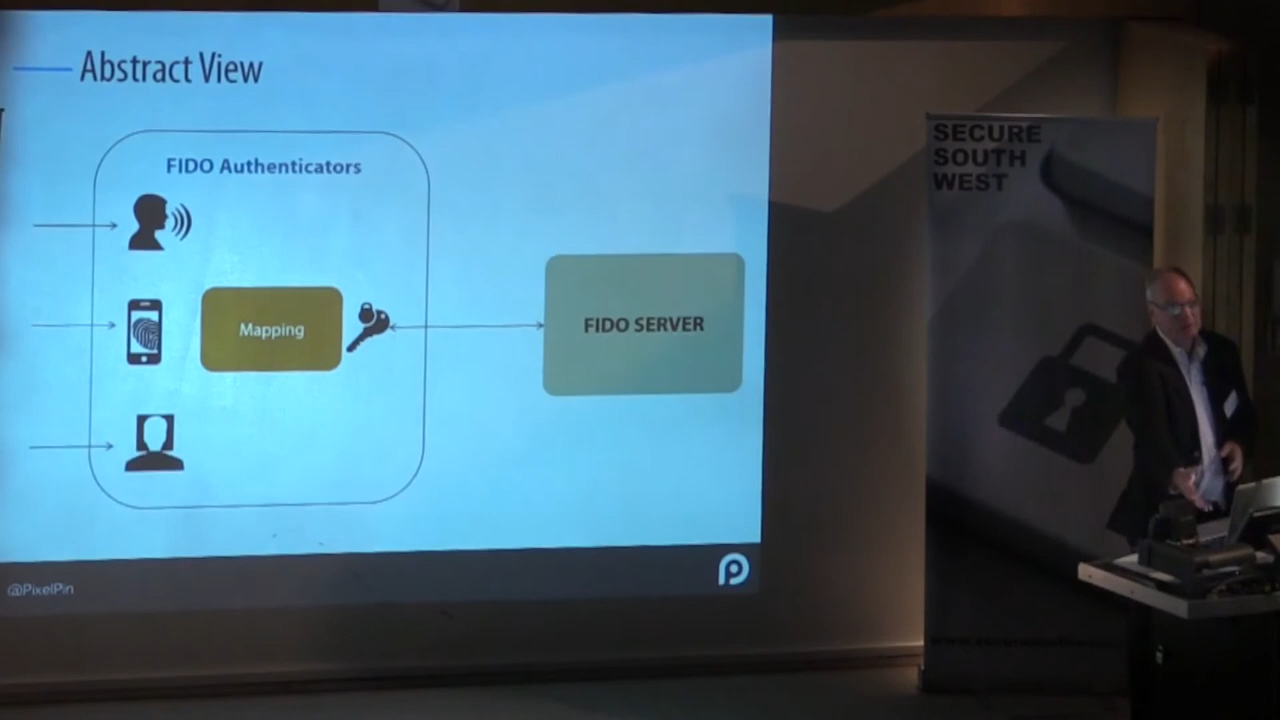 Abstract View
FIDO Authenticators
Mapping
FIDO SERVER
@PixelPin
SECURE
SOUTH
WEST